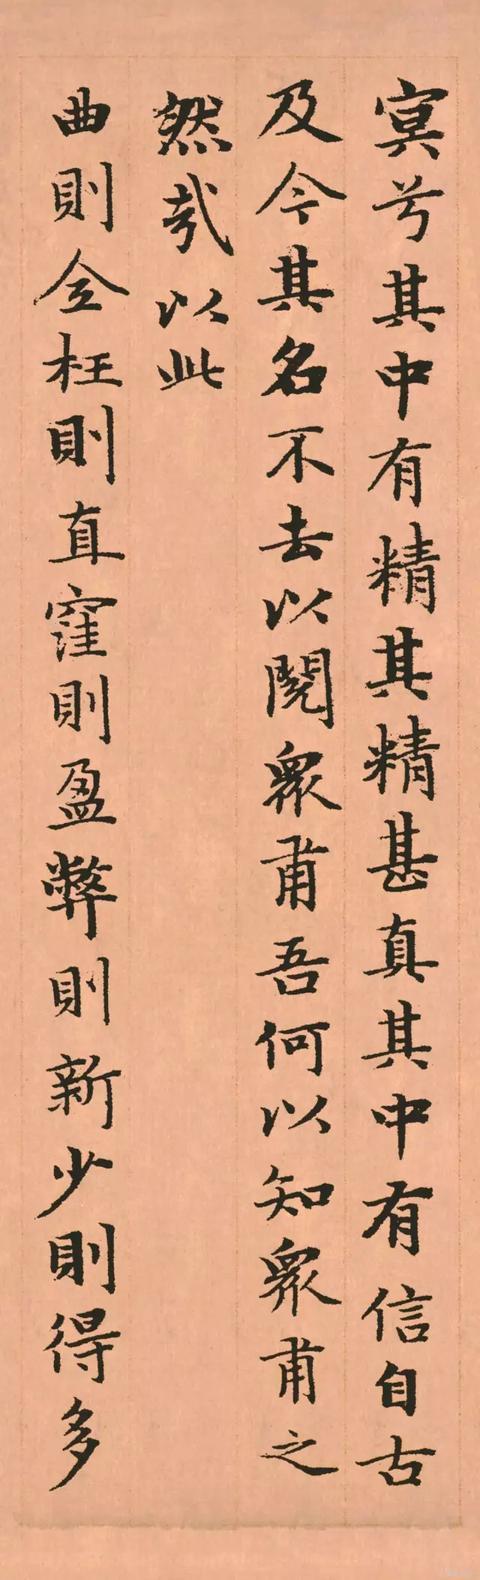 冥兮其中有精其精甚真其中有信自古
及今其名不去以閱衆甫吾何以知衆甫之
然哉以此
曲則全枉則直窪則盈弊則新少則得多